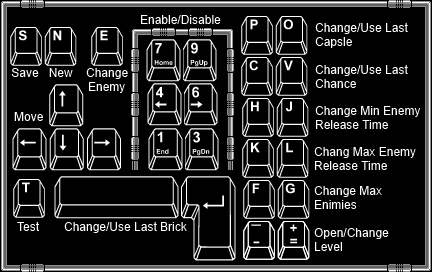 Enable/Disable
S N E
Save New Change
Enemy
7 Home 9 PgUp
4 6
1 End 3 PgDn
Move
T
Test
Change/Use Last Brick
P O Change/Use Last
Capsle
C V Change/Use Last
Chance
H J Change Min Enemy
Release Time
K L Chang Max Enemy
Release Time
F G Change Max
Enimies
_ - + = Open/Change
Level